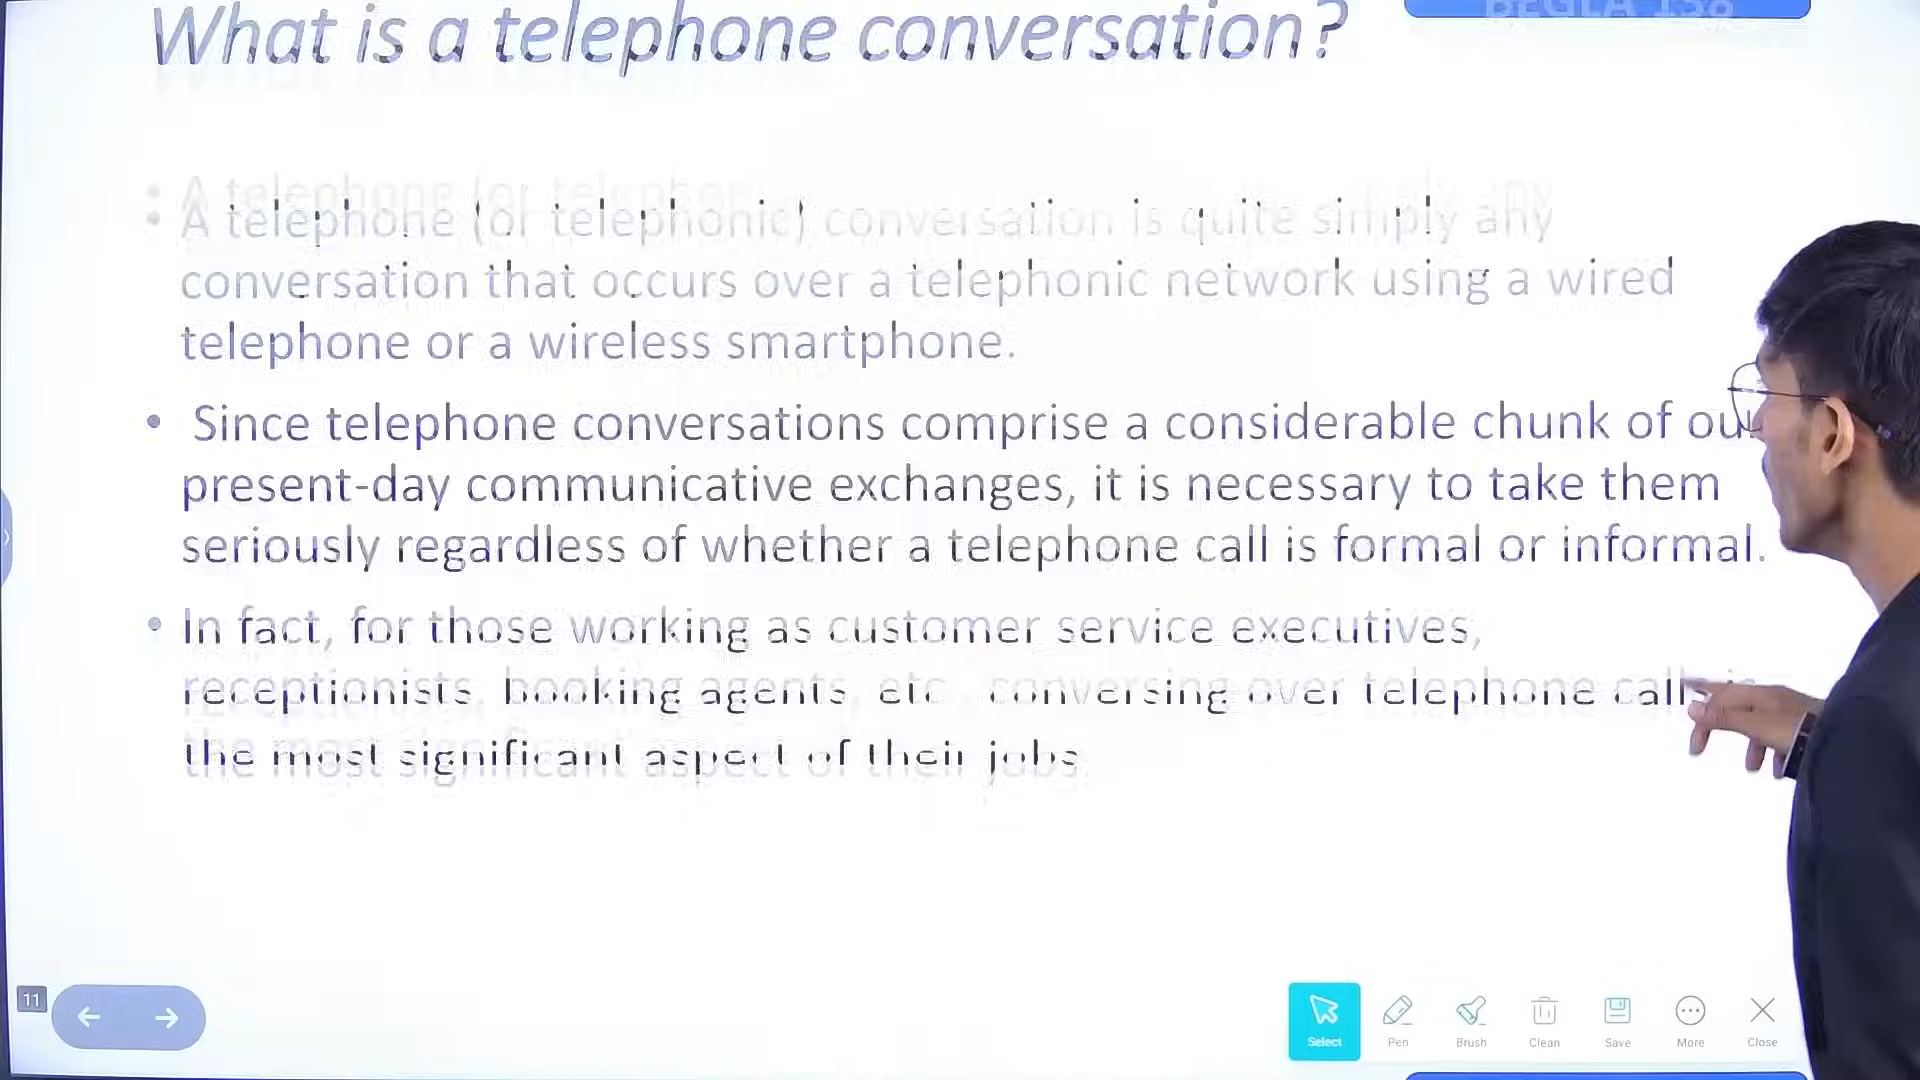 What is a telephone conversation?
BEGLA 138
• A telephone (or telephonic) conversation is quite simply any
conversation that occurs over a telephonic network using a wired
telephone or a wireless smartphone.
• Since telephone conversations comprise a considerable chunk of our
present-day communicative exchanges, it is necessary to take them
seriously regardless of whether a telephone call is formal or informal.
• In fact, for those working as customer service executives,
receptionists, booking agents, etc., conversing over telephone calls is
the most significant aspect of their jobs.
11
Select Pen Brush Clean Save More Close